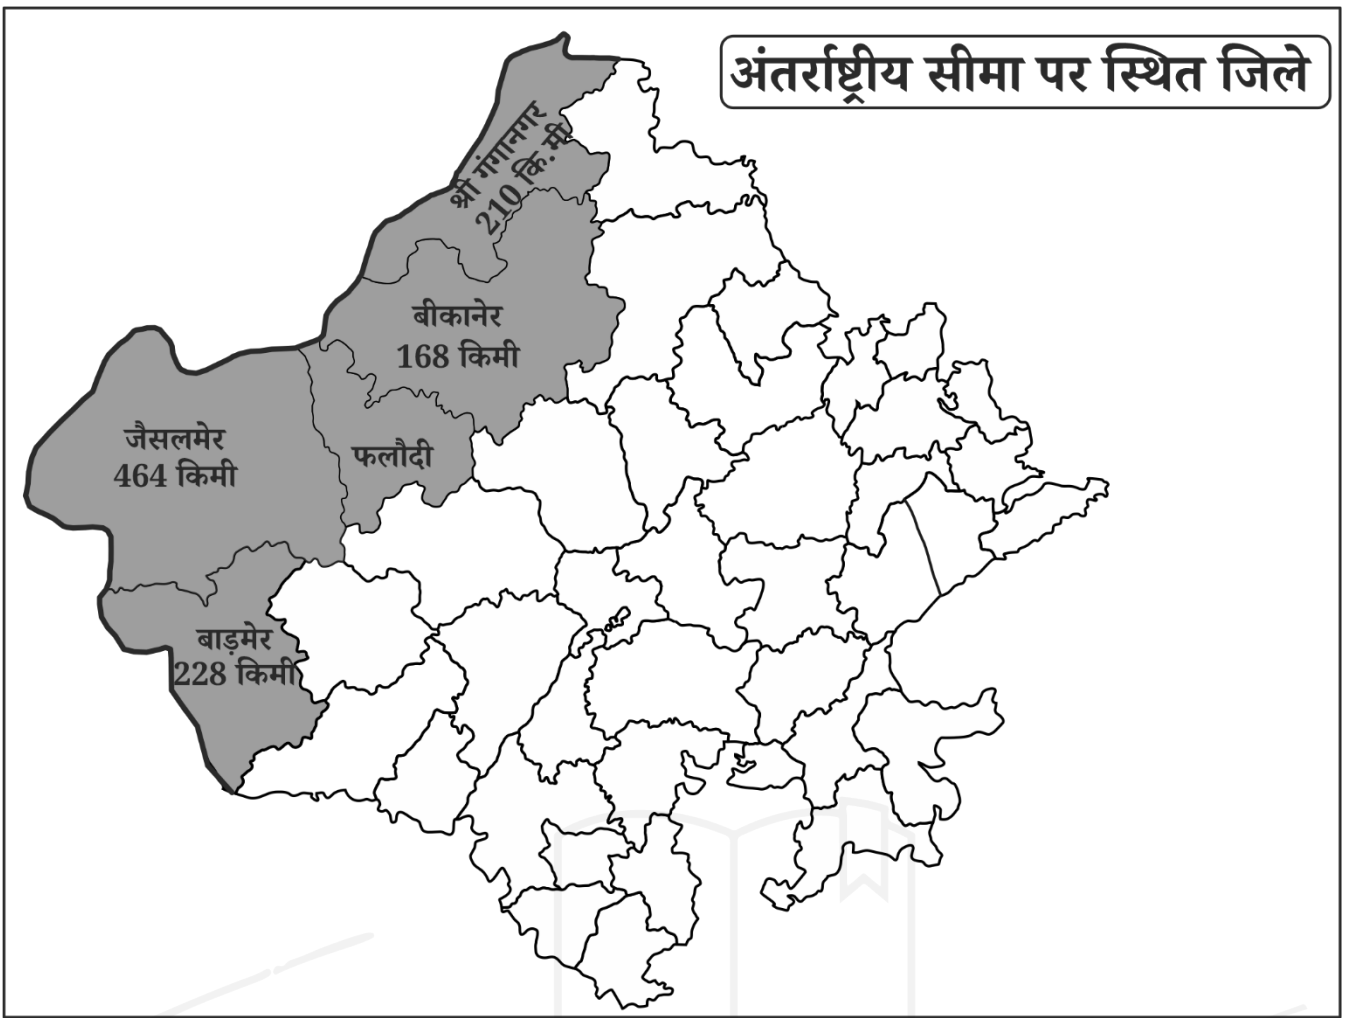 अंतर्राष्ट्रीय सीमा पर स्थित जिले
श्री गंगानगर
210 कि.मी
बीकानेर
168 किमी
जैसलमेर
464 किमी
फलौदी
बाड़मेर
228 किमी